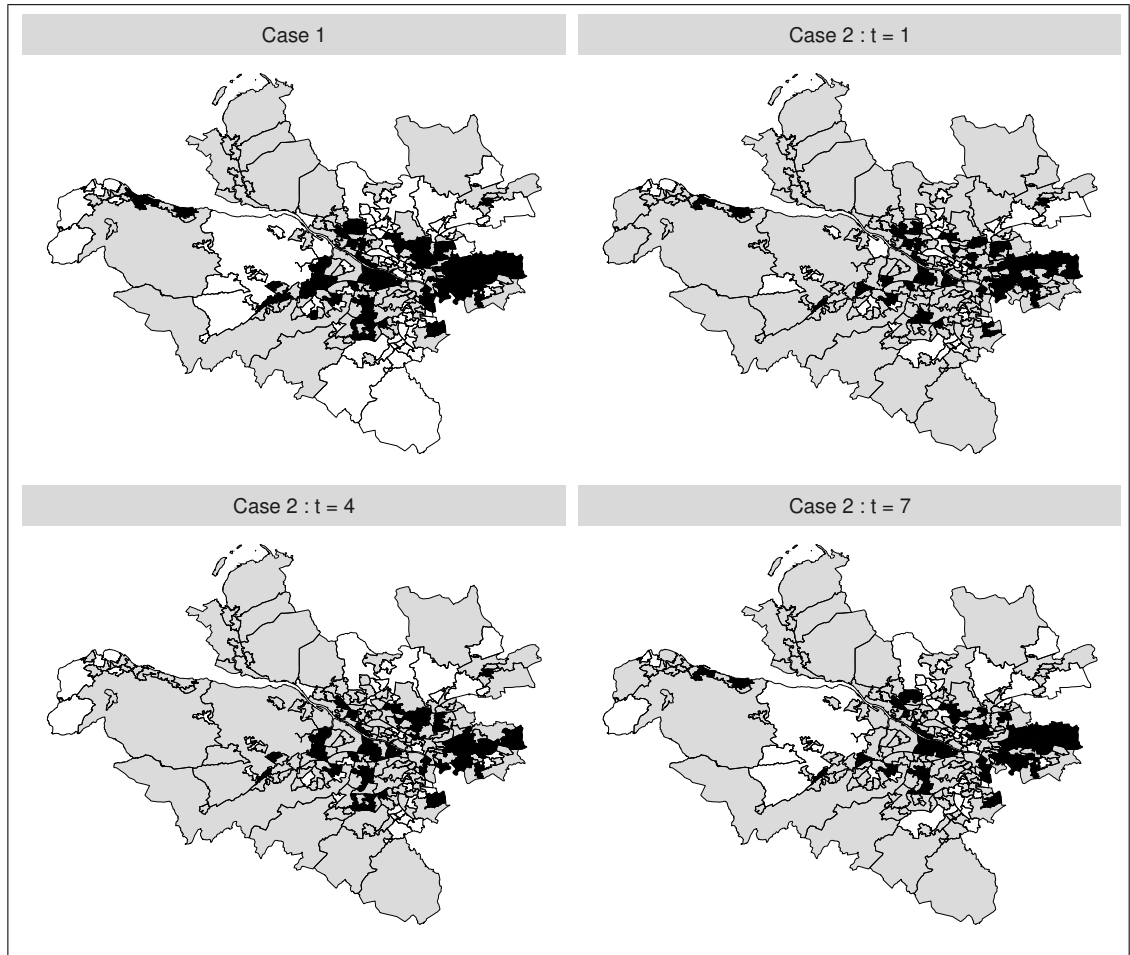 Case 1
Case 2 : t = 1
Case 2 : t = 4
Case 2 : t = 7